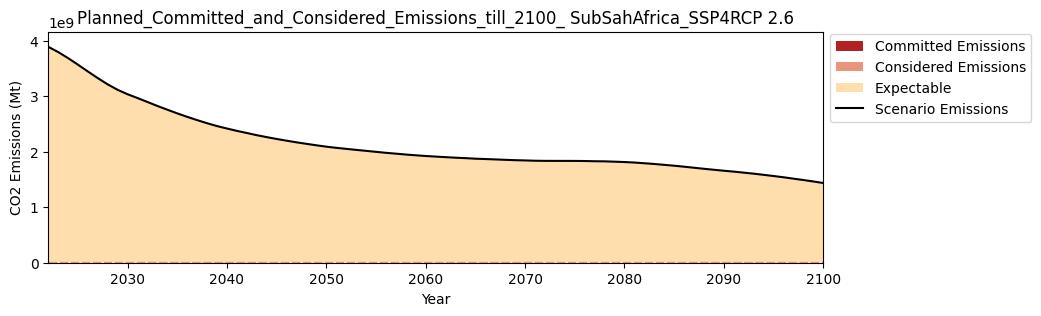 Planned_Committed_and_Considered_Emissions_till_2100_ SubSahAfrica_SSP4RCP 2.6
1e9
4
3
2
1
0
CO2 Emissions (Mt)
2030 2040 2050 2060 2070 2080 2090 2100
Year
Committed Emissions
Considered Emissions
Expectable
Scenario Emissions